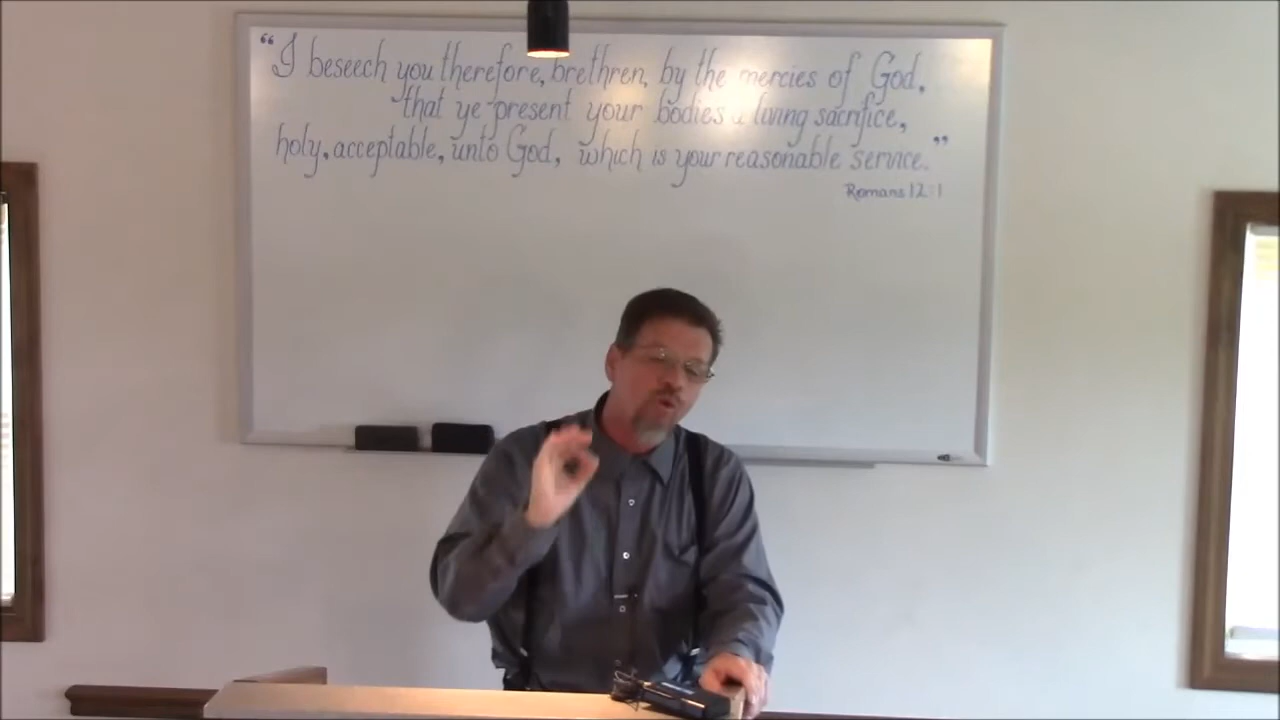 “I beseech you therefore, brethren, by the mercies of God,
that ye present your bodies a living sacrifice,
holy, acceptable, unto God, which is your reasonable service.”
Romans 12:1